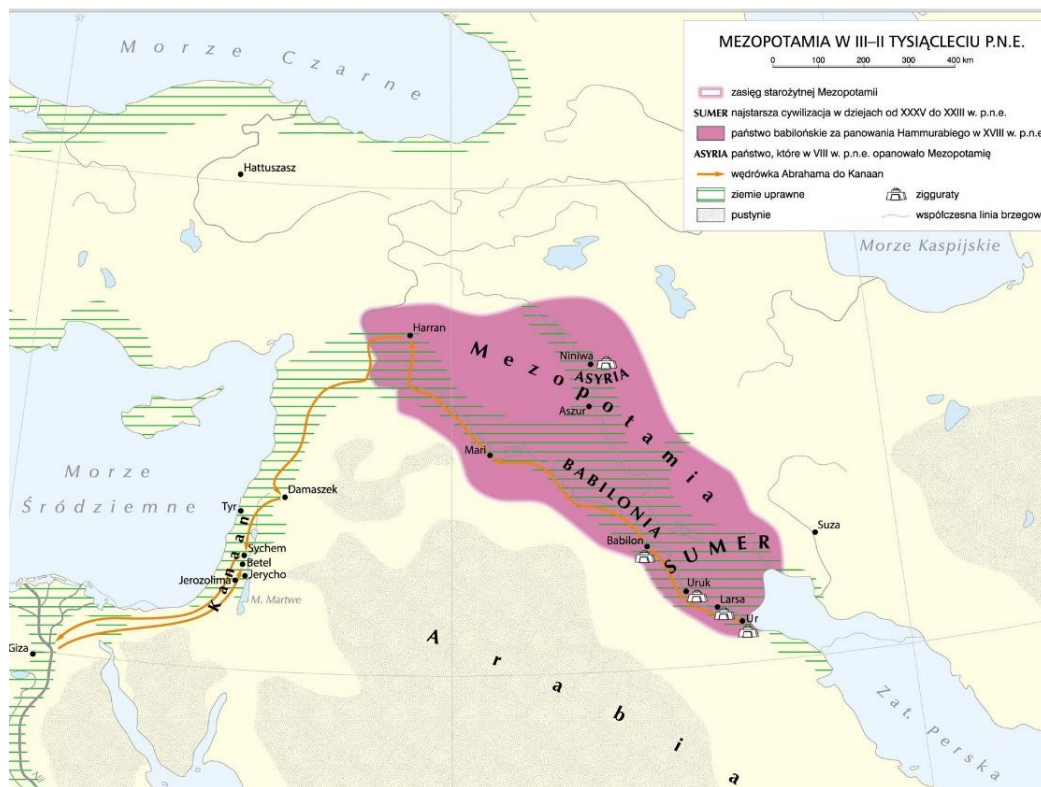 30°
Morze
Czarne
MEZOPOTAMIA W III–II TYSIĄCLECIU P.N.E.
0 100 200 300 400 km
zasięg starożytnej Mezopotamii
SUMER najstarsza cywilizacja w dziejach od XXXV do XXIII w. p.n.e.
państwo babilońskie za panowania Hammurabiego w XVIII w. p.n.e.
ASYRIA państwo, które w VIII w. p.n.e. opanowało Mezopotamię
wędrówka Abrahama do Kanaan
ziemie uprawne
zigguraty
pustynie
współczesna linia brzegow
Hattuszasz
Morze Kaspijskie
Harran
Mezopotamia
Niniwa
ASYRIA
Aszur
Mari
BABILONIA
Morze
Śródziemne
Damaszek
Tyr
Kanaan
Sychem
Betel
Jerycho
Jerozolima
M. Martwe
Babilon
SUMER
Suza
Uruk
Larsa
Ur
Giza
Arabia
Zat. perska
Nil